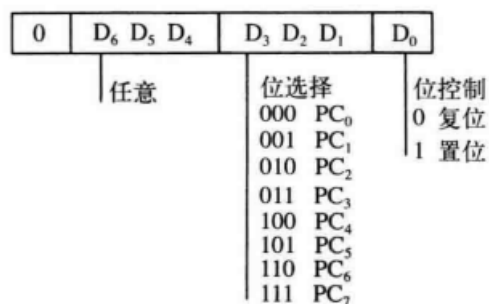 0 D₆ D₅ D₄ D₃ D₂ D₁ D₀
任意
位选择
000 PC₀
001 PC₁
010 PC₂
011 PC₃
100 PC₄
101 PC₅
110 PC₆
111 PC₇
位控制
0 复位
1 置位